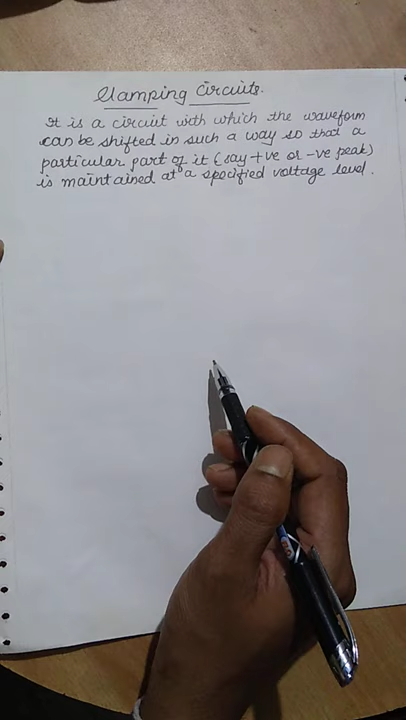 Clamping Circuits.
It is a circuit with which the waveform
can be shifted in such a way so that a
particular part of it (say +ve or -ve peak)
is maintained at a specified voltage level.